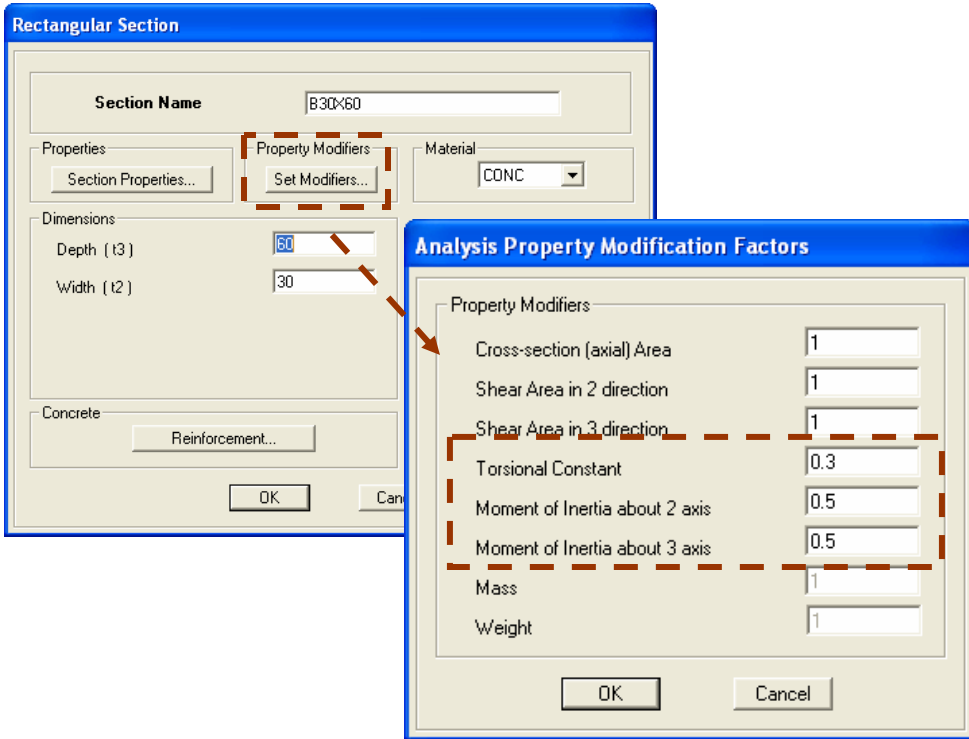 Rectangular Section
Section Name B30X60
Properties Property Modifiers Material
Section Properties... Set Modifiers... CONC
Dimensions
Depth ( t3 ) 60
Width ( t2 ) 30
Concrete
Reinforcement...
OK
Analysis Property Modification Factors
Property Modifiers
Cross-section (axial) Area 1
Shear Area in 2 direction 1
Shear Area in 3 direction 1
Torsional Constant 0.3
Moment of Inertia about 2 axis 0.5
Moment of Inertia about 3 axis 0.5
Mass 1
Weight 1
OK Cancel